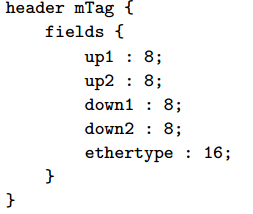 header mTag {
    fields {
        up1 : 8;
        up2 : 8;
        down1 : 8;
        down2 : 8;
        ethertype : 16;
    }
}